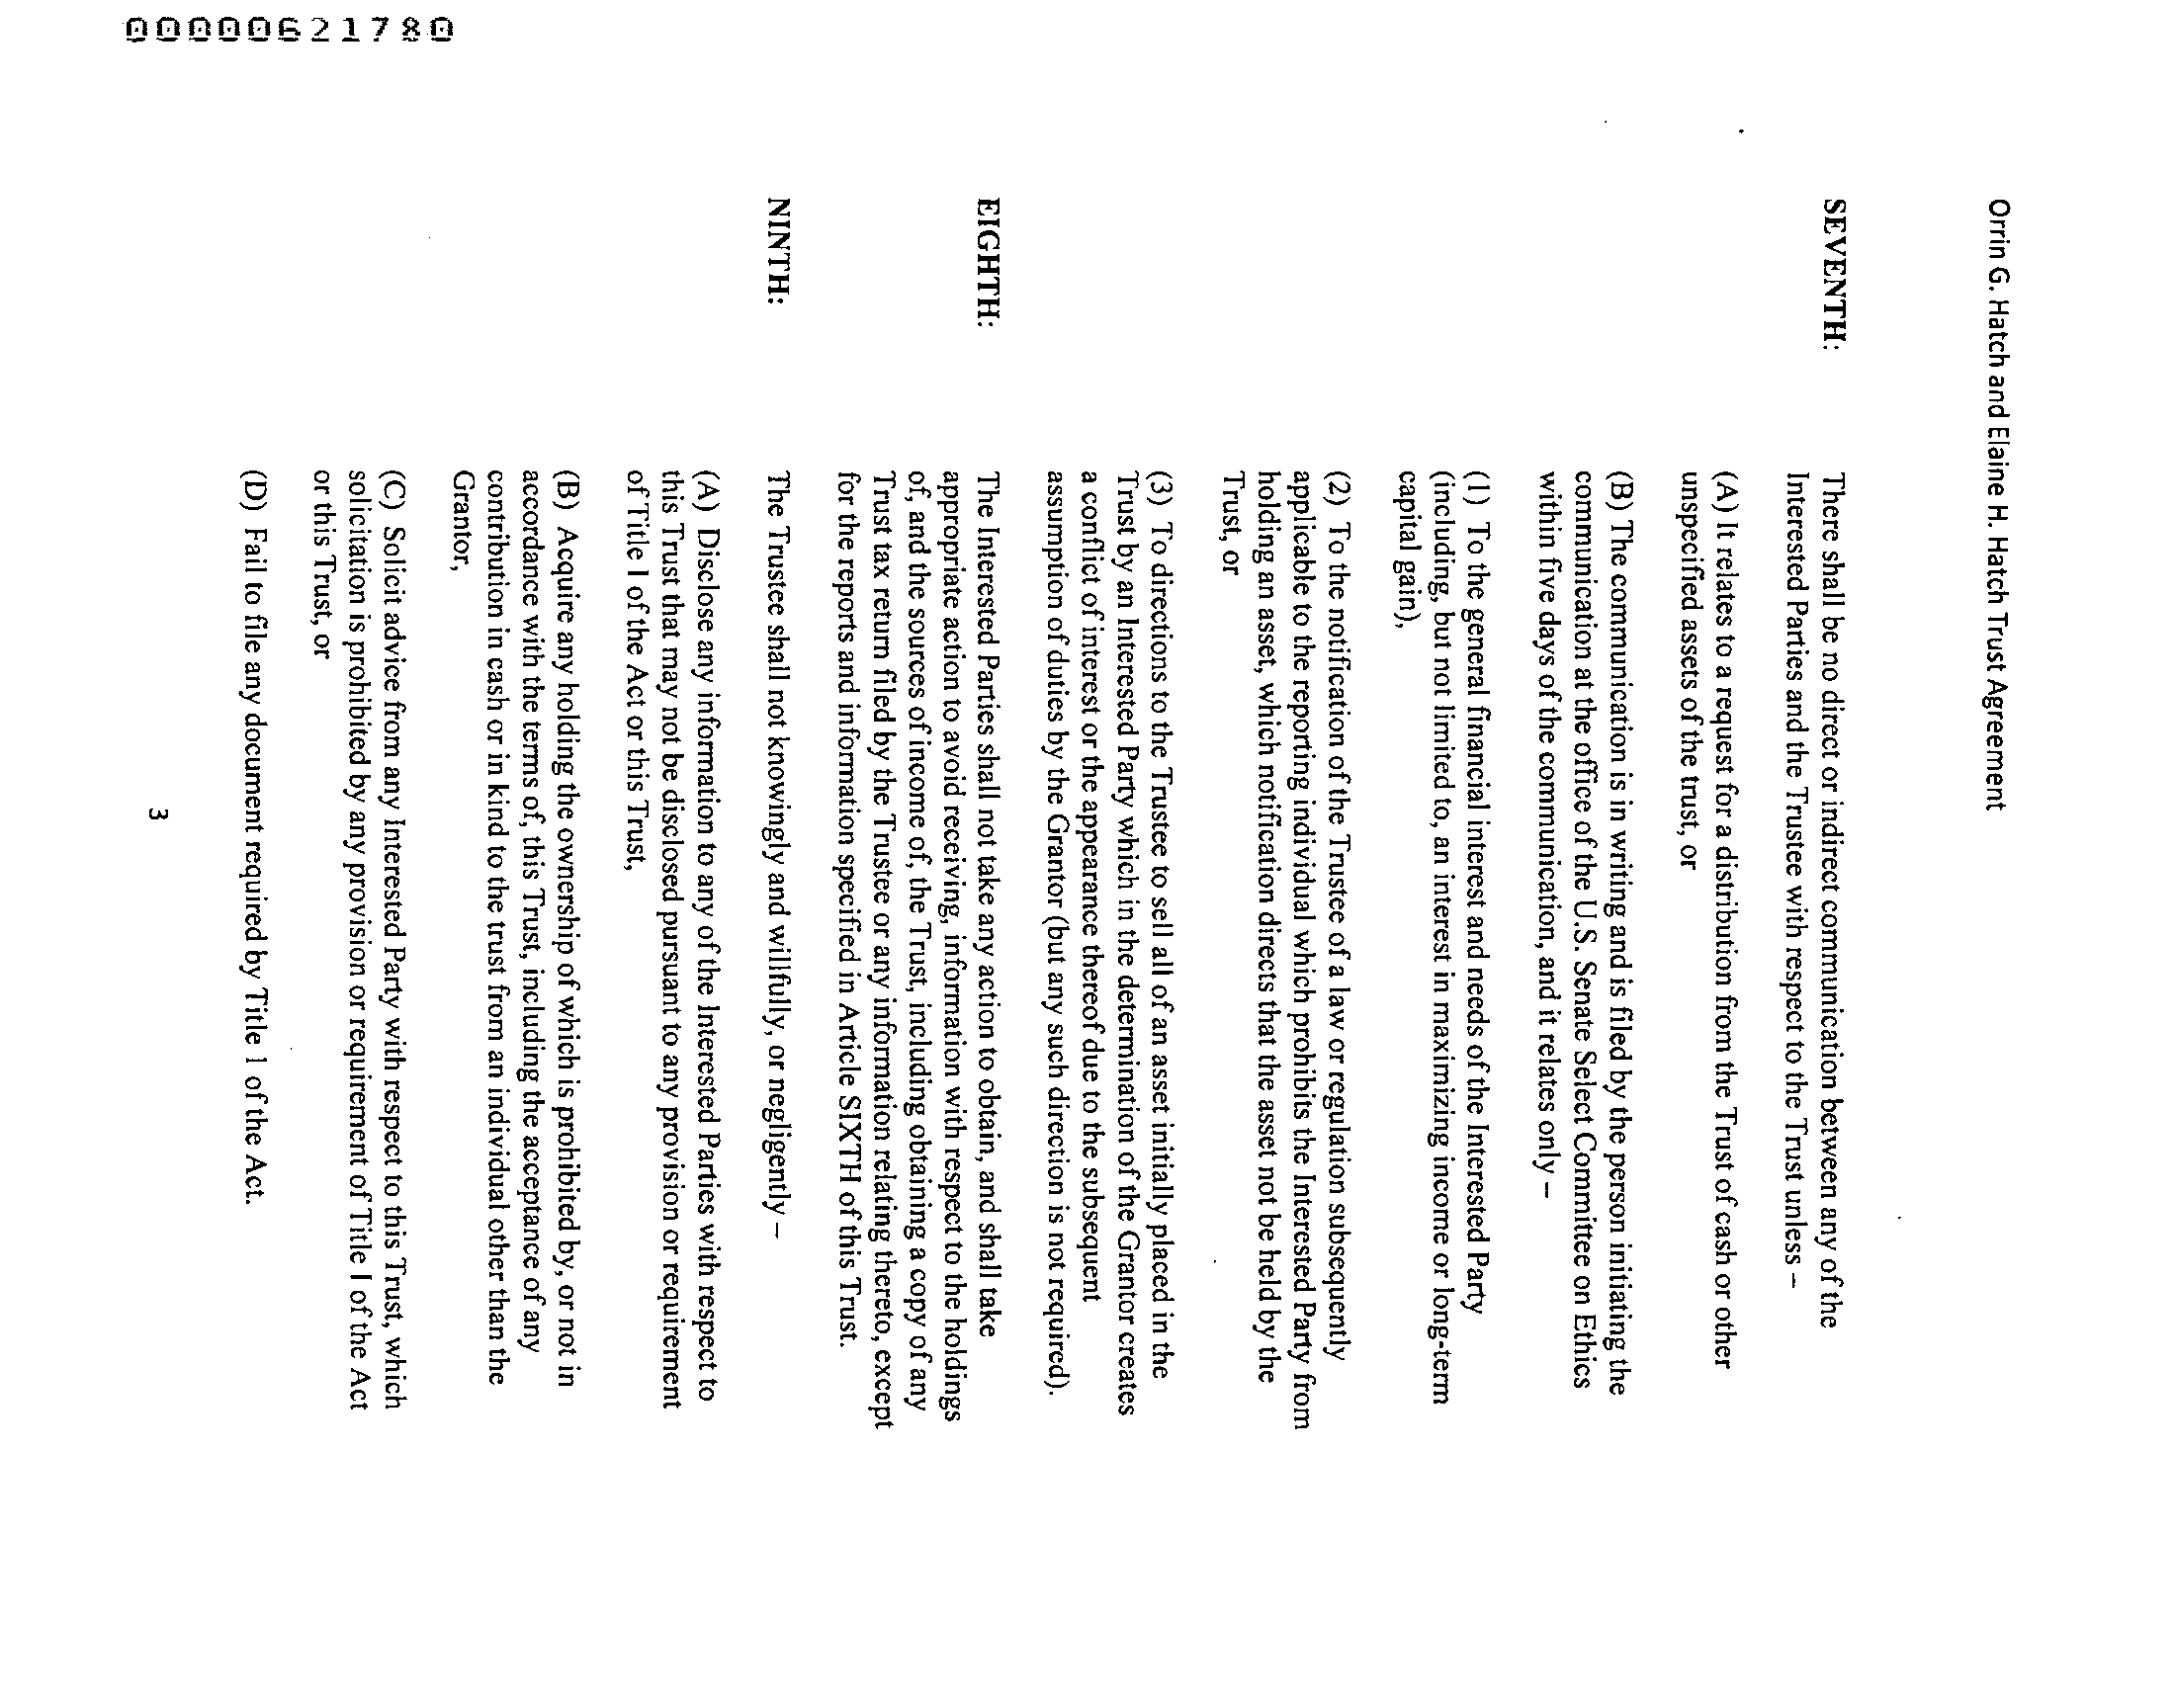 00000621780
Orrin G. Hatch and Elaine H. Hatch Trust Agreement
SEVENTH: There shall be no direct or indirect communication between any of the
Interested Parties and the Trustee with respect to the Trust unless –
(A) It relates to a request for a distribution from the Trust of cash or other
unspecified assets of the trust, or
(B) The communication is in writing and is filed by the person initiating the
communication at the office of the U.S. Senate Select Committee on Ethics
within five days of the communication, and it relates only –
(1) To the general financial interest and needs of the Interested Party
(including, but not limited to, an interest in maximizing income or long-term
capital gain),
(2) To the notification of the Trustee of a law or regulation subsequently
applicable to the reporting individual which prohibits the Interested Party from
holding an asset, which notification directs that the asset not be held by the
Trust, or
(3) To directions to the Trustee to sell all of an asset initially placed in the
Trust by an Interested Party which in the determination of the Grantor creates
a conflict of interest or the appearance thereof due to the subsequent
assumption of duties by the Grantor (but any such direction is not required).
EIGHTH: The Interested Parties shall not take any action to obtain, and shall take
appropriate action to avoid receiving, information with respect to the holdings
of, and the sources of income of, the Trust, including obtaining a copy of any
Trust tax return filed by the Trustee or any information relating thereto, except
for the reports and information specified in Article SIXTH of this Trust.
NINTH: The Trustee shall not knowingly and willfully, or negligently –
(A) Disclose any information to any of the Interested Parties with respect to
this Trust that may not be disclosed pursuant to any provision or requirement
of Title I of the Act or this Trust,
(B) Acquire any holding the ownership of which is prohibited by, or not in
accordance with the terms of, this Trust, including the acceptance of any
contribution in cash or in kind to the trust from an individual other than the
Grantor,
(C) Solicit advice from any Interested Party with respect to this Trust, which
solicitation is prohibited by any provision or requirement of Title I of the Act
or this Trust, or
(D) Fail to file any document required by Title 1 of the Act.
3